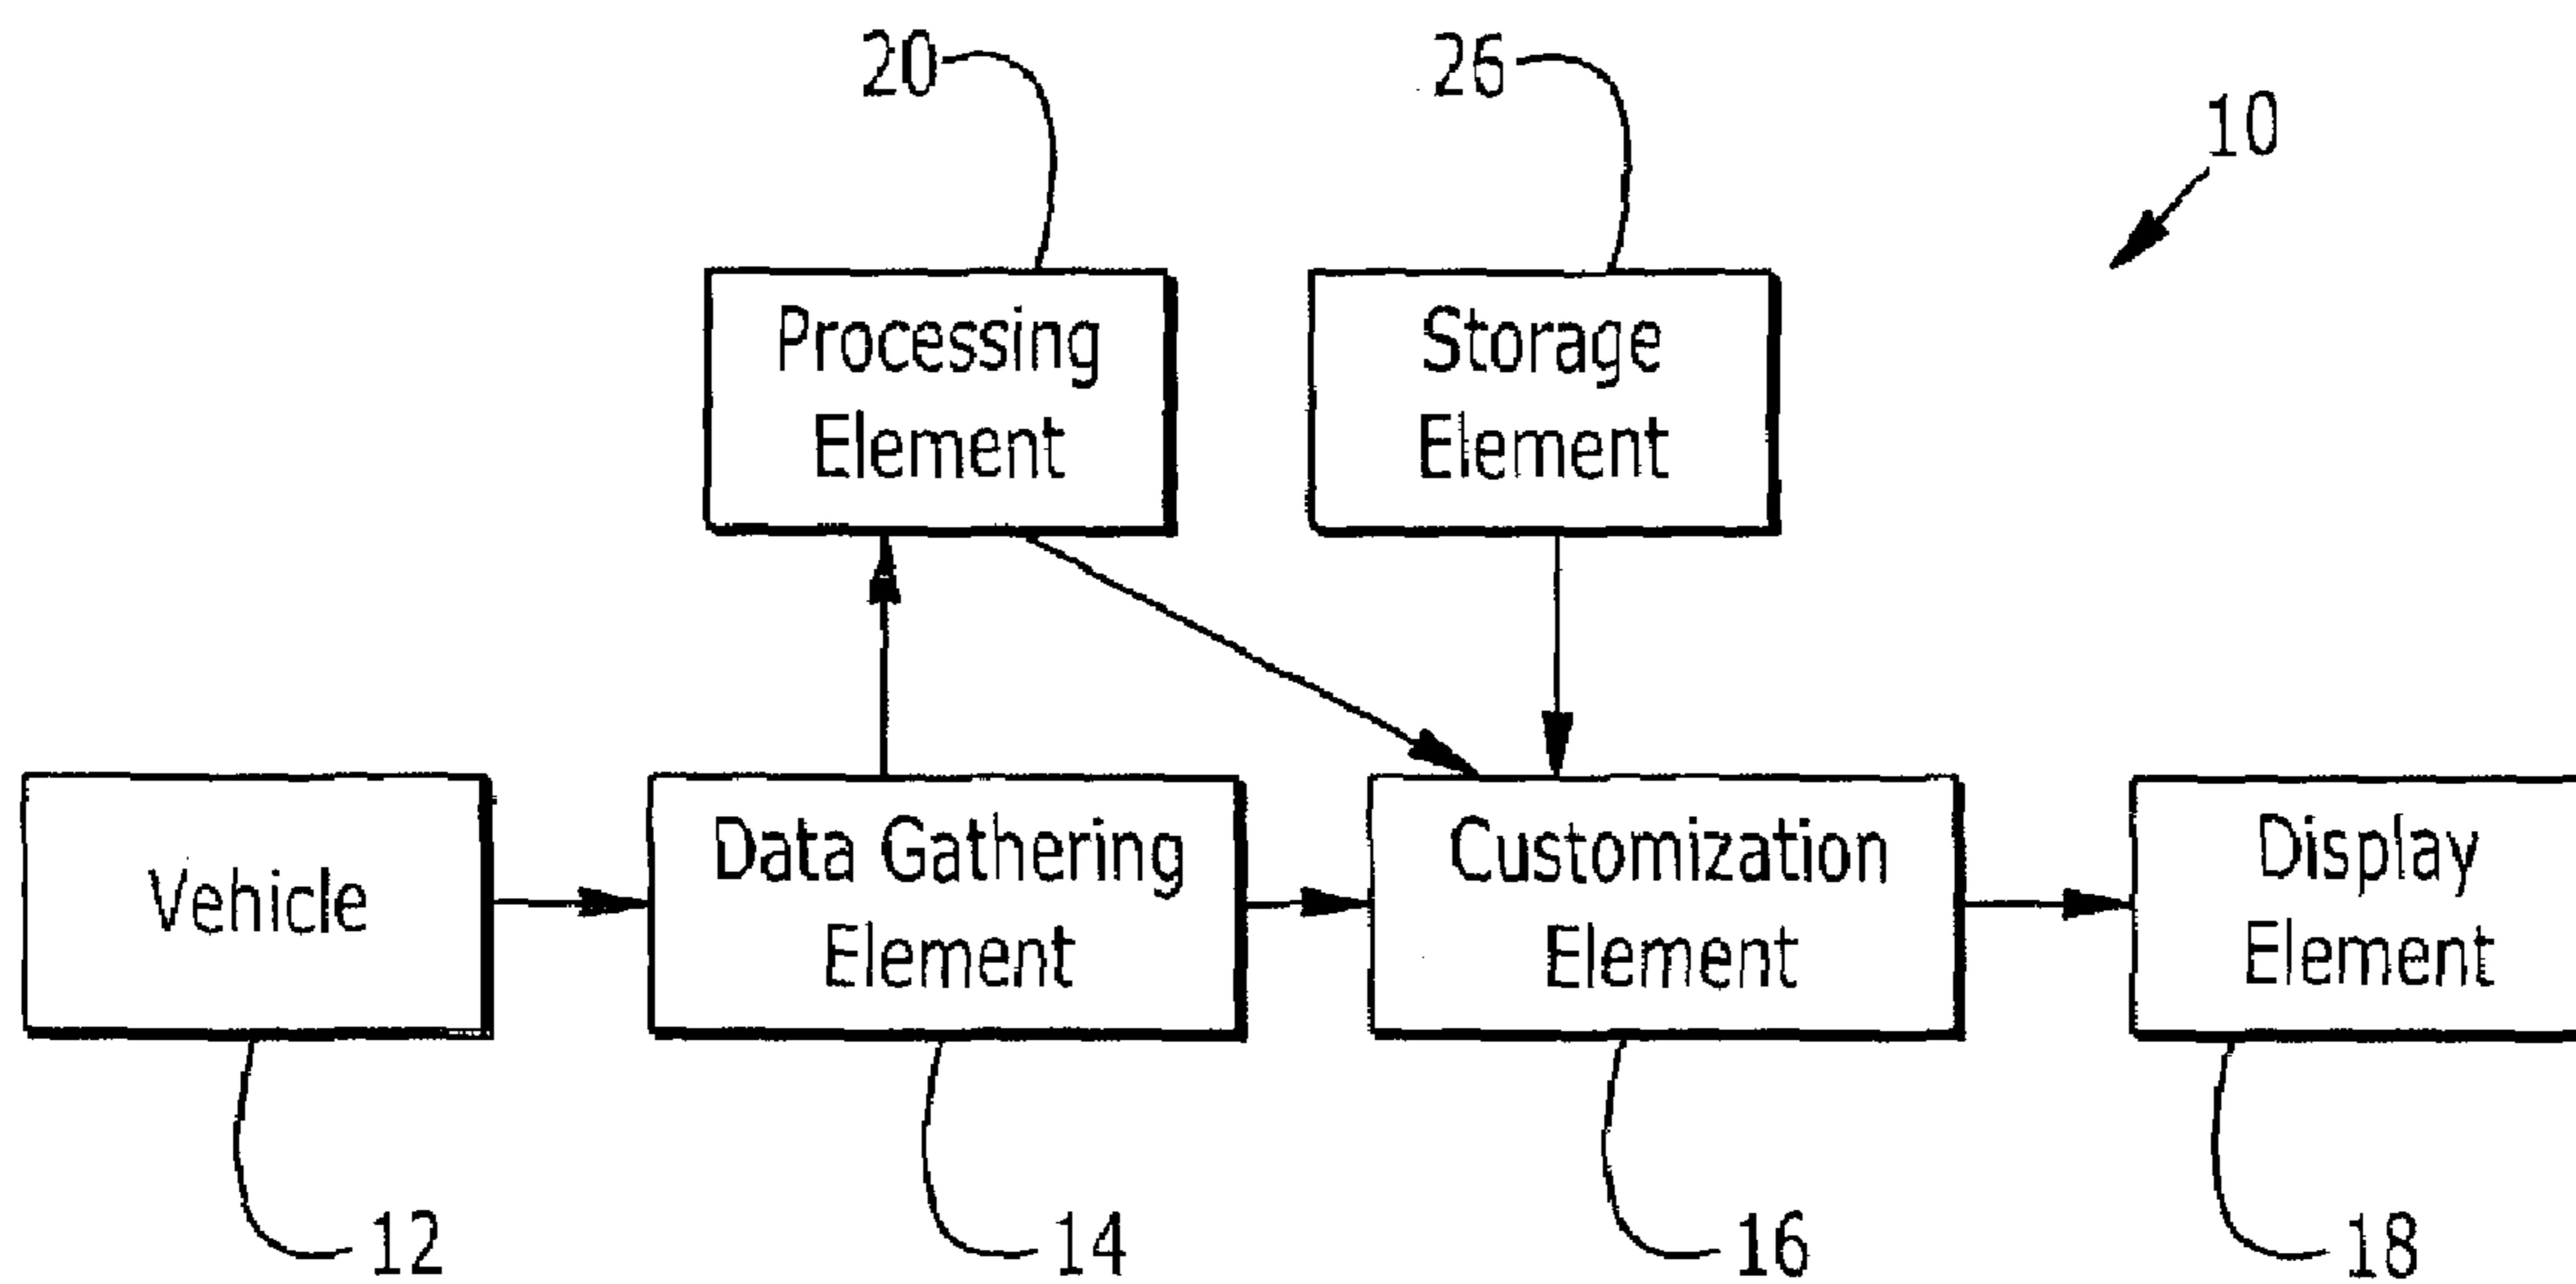 20
26
10
Processing
Element
Storage
Element
Vehicle
Data Gathering
Element
Customization
Element
Display
Element
12
14
16
18